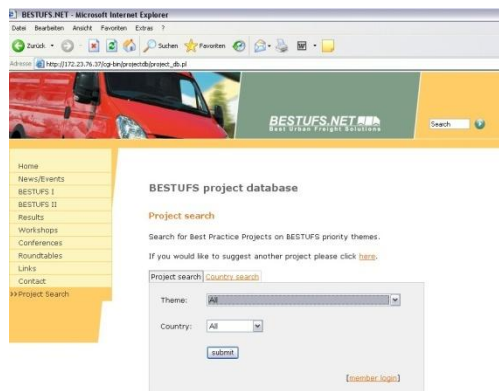 BESTUFS.NET - Microsoft Internet Explorer
Datei Bearbeiten Ansicht Favoriten Extras ?
Zurück Suchen Favoriten
Adresse http://172.23.76.37/cgi-bin/projectdb/project_db.pl
BESTUFS.NET
Best Urban Freight Solutions
Search
Home
News/Events
BESTUFS I
BESTUFS II
Results
Workshops
Conferences
Roundtables
Links
Contact
>>Project Search
BESTUFS project database
Project search
Search for Best Practice Projects on BESTUFS priority themes.
If you would like to suggest another project please click here.
Project search Country search
Theme: All
Country: All
submit
[member login]